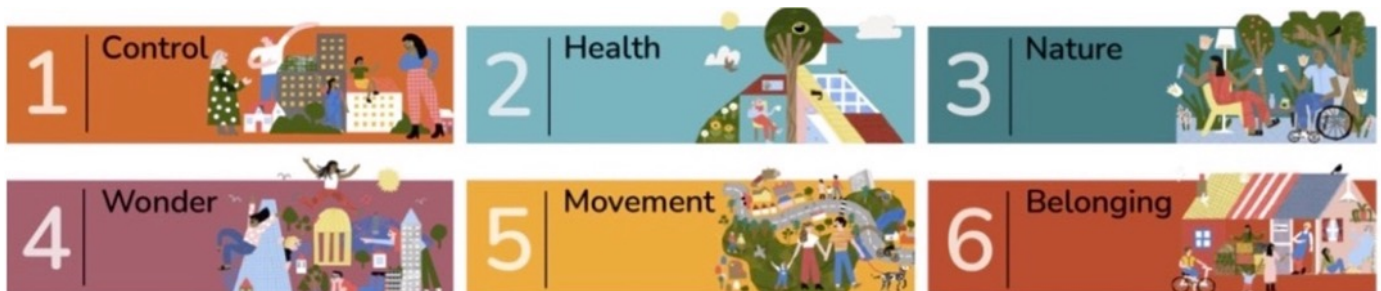 1 Control
2 Health
3 Nature
4 Wonder
5 Movement
6 Belonging